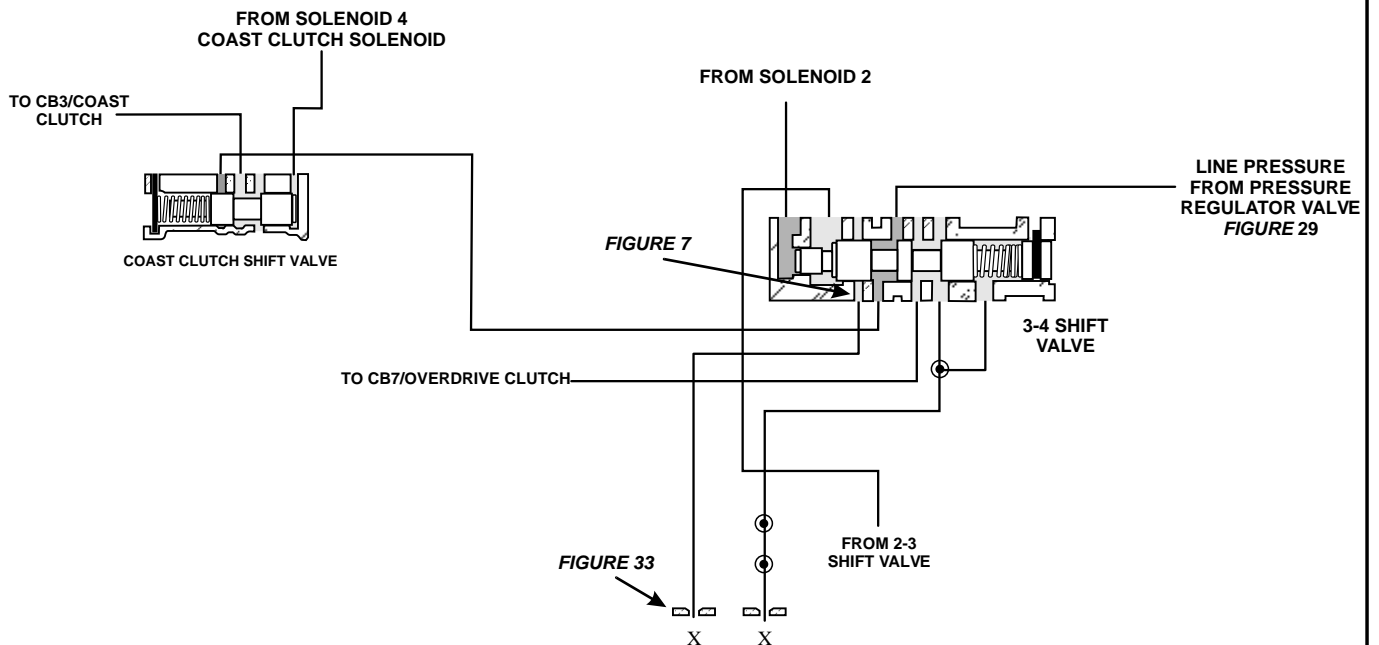 FROM SOLENOID 4
COAST CLUTCH SOLENOID
TO CB3/COAST
CLUTCH
COAST CLUTCH SHIFT VALVE
FROM SOLENOID 2
LINE PRESSURE
FROM PRESSURE
REGULATOR VALVE
FIGURE 29
FIGURE 7
3-4 SHIFT
VALVE
TO CB7/OVERDRIVE CLUTCH
FROM 2-3
SHIFT VALVE
FIGURE 33
X
X